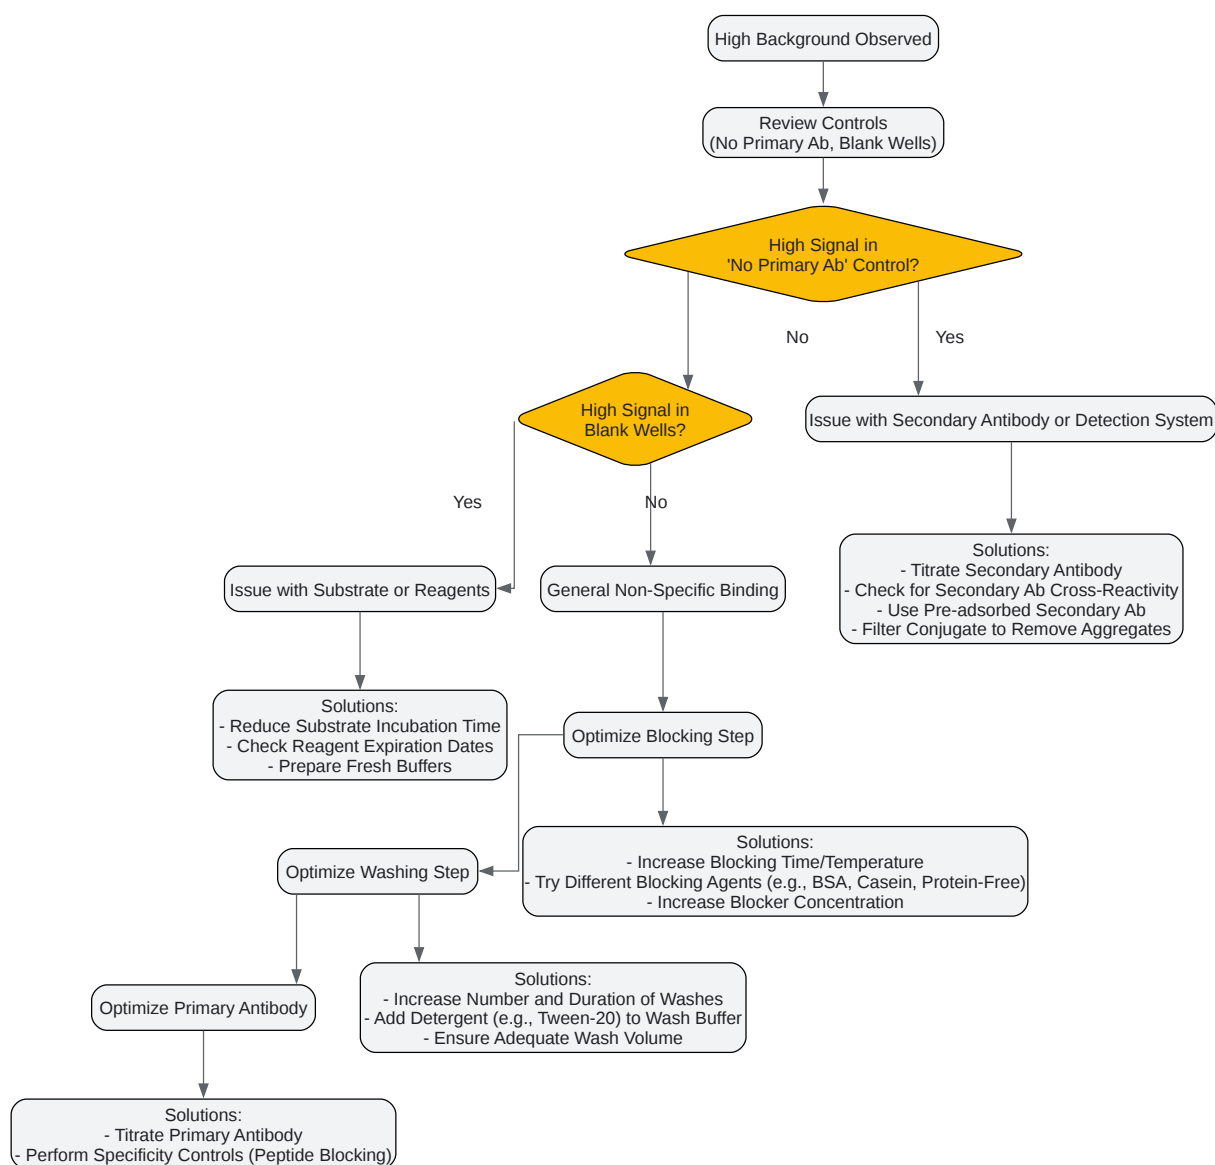 High Background Observed
Review Controls
(No Primary Ab, Blank Wells)
High Signal in
'No Primary Ab' Control?
No
Yes
High Signal in
Blank Wells?
Issue with Secondary Antibody or Detection System
Yes
No
Solutions:
- Titrate Secondary Antibody
- Check for Secondary Ab Cross-Reactivity
- Use Pre-adsorbed Secondary Ab
- Filter Conjugate to Remove Aggregates
Issue with Substrate or Reagents
General Non-Specific Binding
Solutions:
- Reduce Substrate Incubation Time
- Check Reagent Expiration Dates
- Prepare Fresh Buffers
Optimize Blocking Step
Solutions:
- Increase Blocking Time/Temperature
- Try Different Blocking Agents (e.g., BSA, Casein, Protein-Free)
- Increase Blocker Concentration
Optimize Washing Step
Solutions:
- Increase Number and Duration of Washes
- Add Detergent (e.g., Tween-20) to Wash Buffer
- Ensure Adequate Wash Volume
Optimize Primary Antibody
Solutions:
- Titrate Primary Antibody
- Perform Specificity Controls (Peptide Blocking)